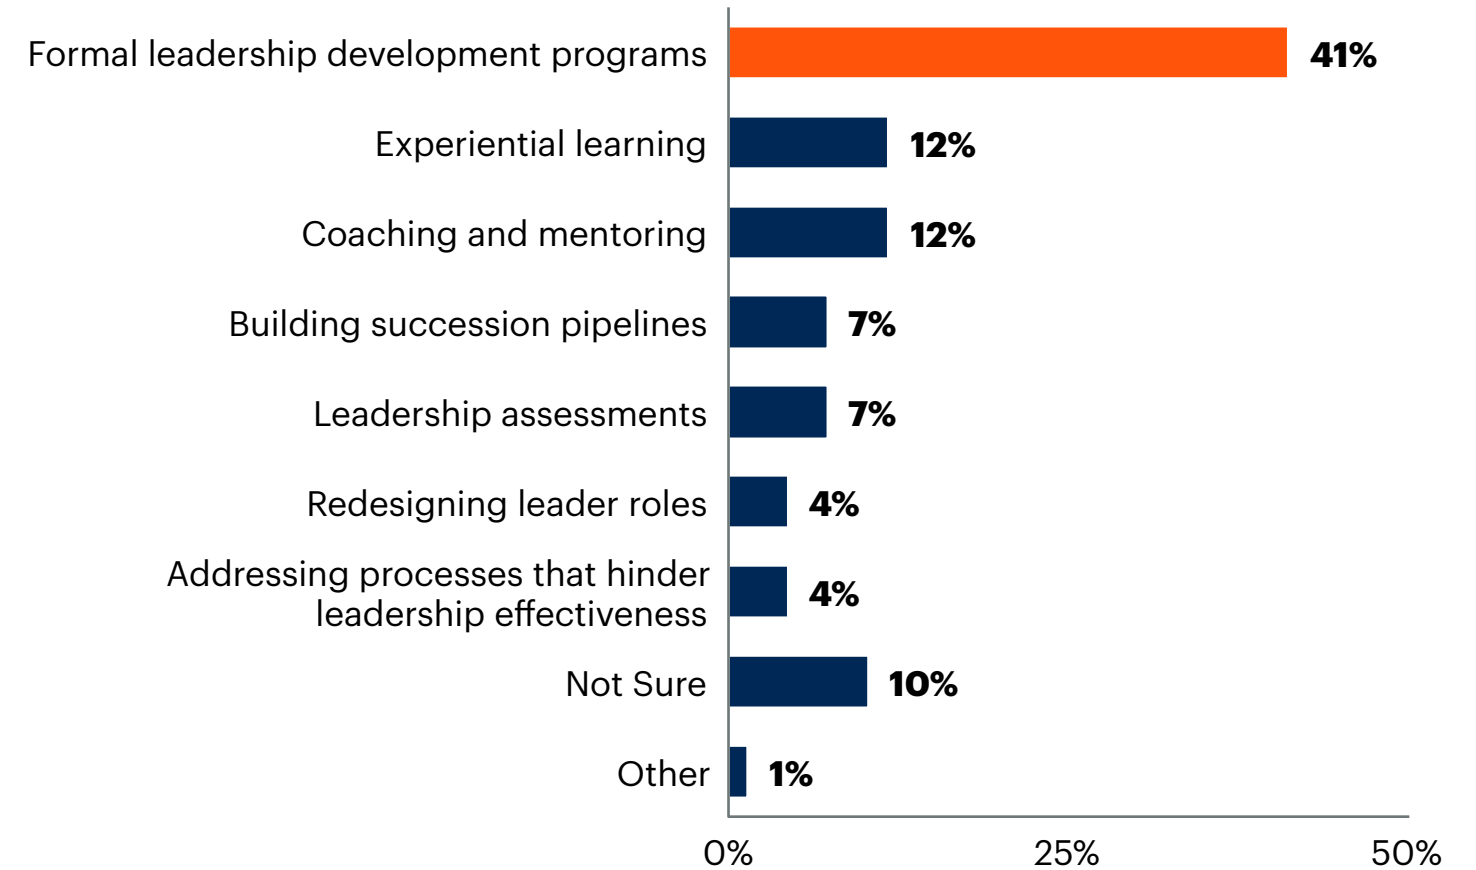 Formal leadership development programs 41%
Experiential learning 12%
Coaching and mentoring 12%
Building succession pipelines 7%
Leadership assessments 7%
Redesigning leader roles 4%
Addressing processes that hinder
leadership effectiveness 4%
Not Sure 10%
Other 1%
0% 25% 50%